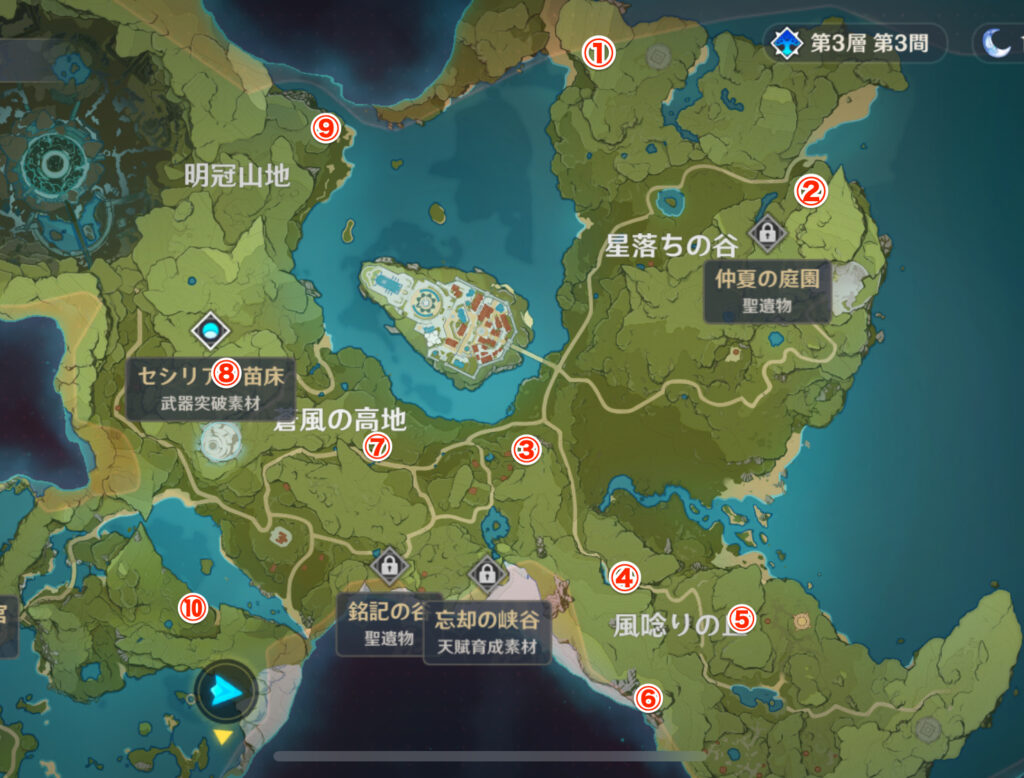 ①
第3層 第3間
⑨
明冠山地
②
星落ちの谷
仲夏の庭園
聖遺物
セシリア
⑧
苗床
武器突破素材
蒼風の高地
⑦
③
銘記の谷
聖遺物
忘却の峡谷
天賦育成素材
④
風唸りの
⑤
⑩
⑥